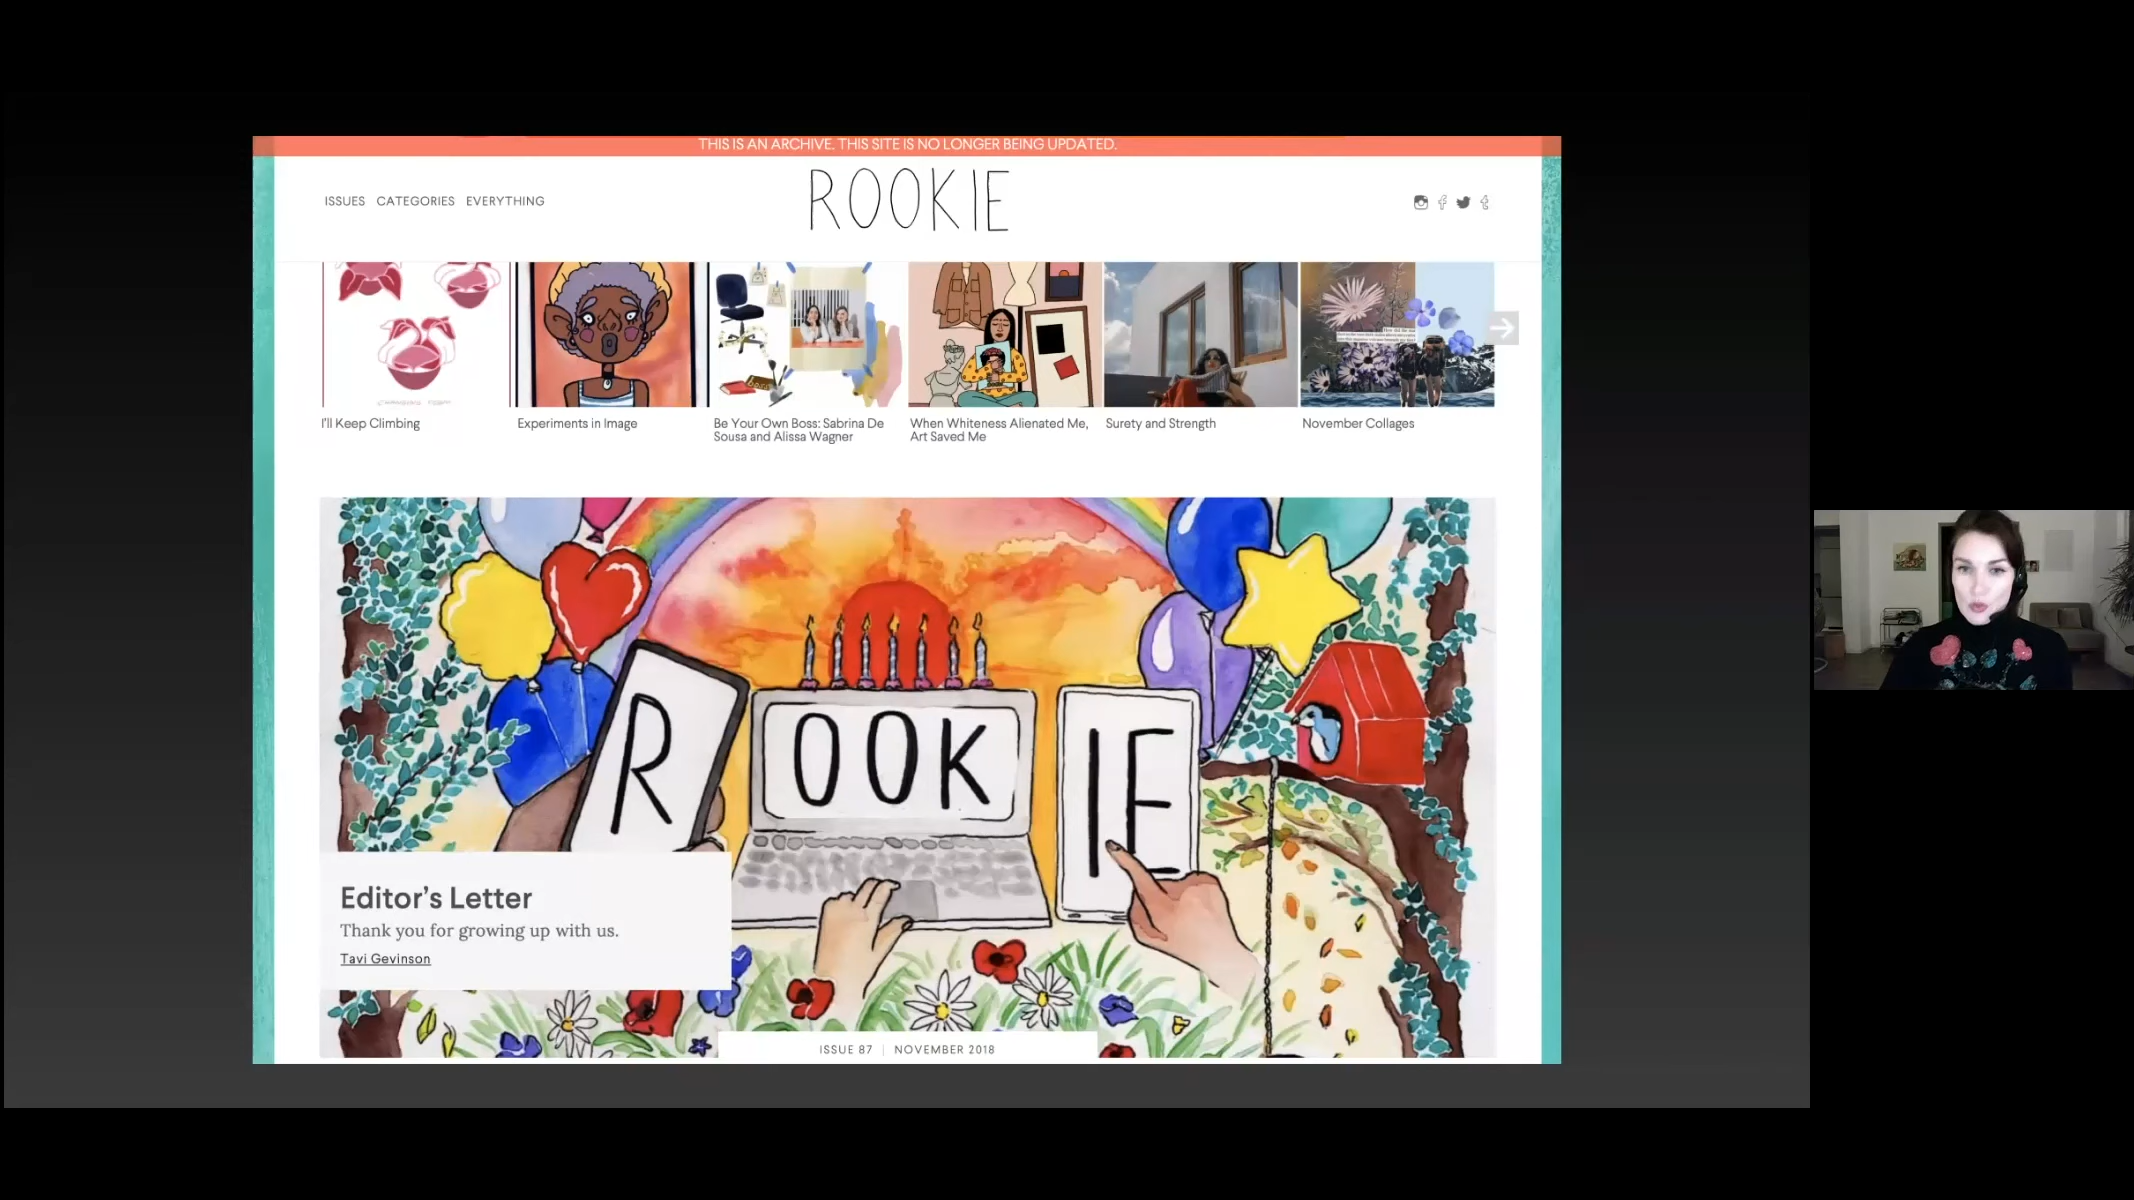 THIS IS AN ARCHIVE. THIS SITE IS NO LONGER BEING UPDATED.
ISSUES CATEGORIES EVERYTHING
ROOKIE
I'll Keep Climbing
Experiments in Image
Be Your Own Boss: Sabrina De
Sousa and Alissa Wagner
When Whiteness Alienated Me,
Art Saved Me
Surety and Strength
November Collages
R OOK IE
Editor's Letter
Thank you for growing up with us.
Tavi Gevinson
ISSUE 87 | NOVEMBER 2018